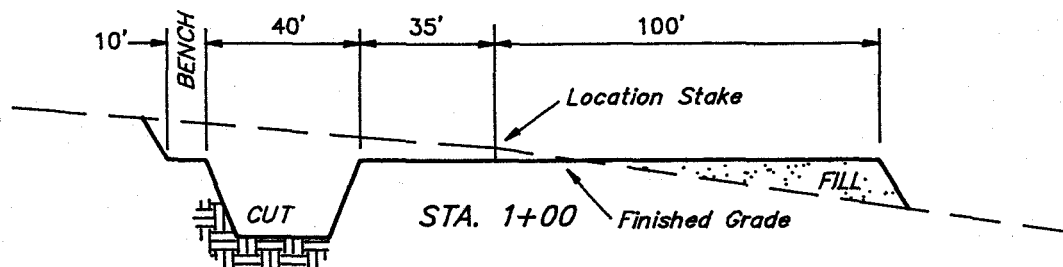 10' BENCH 40' 35' 100'
Location Stake
CUT STA. 1+00 Finished Grade FILL